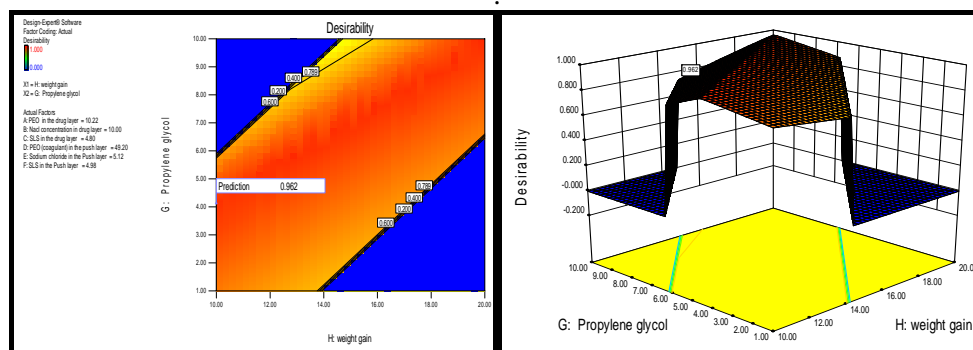 Design-Expert® Software
Factor Coding: Actual
Desirability
1.000
0.000
X1 = H: weight gain
X2 = G: Propylene glycol
Actual Factors
A: PEO in the drug layer = 10.22
B: Nacl concentration in drug layer = 10.00
C: SLS in the drug layer = 4.80
D: PEO (coagulant) in the push layer = 49.20
E: Sodium chloride in the Push layer = 5.12
F: SLS in the Push layer = 4.98
Desirability
10.00
9.00
8.00
7.00
6.00
5.00
4.00
3.00
2.00
1.00
G: Propylene glycol
0.789
0.400
0.200
0.600
Prediction 0.962
0.789
0.400
0.200
0.600
10.00 12.00 14.00 16.00 18.00 20.00
H: weight gain
1.000
0.800
0.600
0.400
0.200
-0.000
-0.200
Desirability
0.962
10.00
9.00
8.00
7.00
6.00
5.00
4.00
3.00
2.00
1.00
G: Propylene glycol
10.00
12.00
14.00
16.00
18.00
20.00
H: weight gain